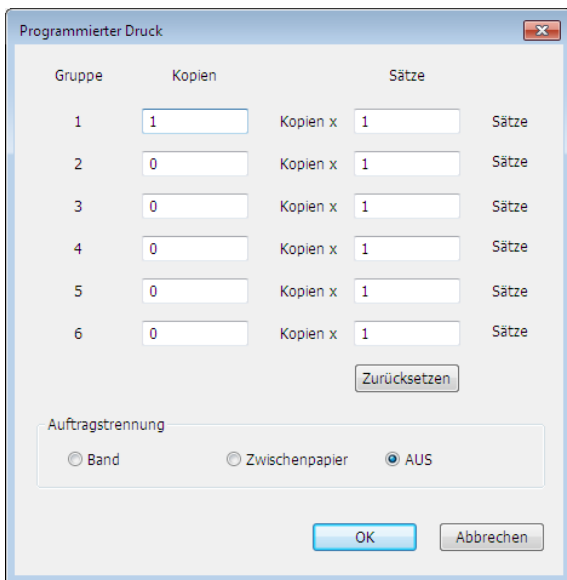 Programmierter Druck
Gruppe Kopien Sätze
1 1 Kopien x 1 Sätze
2 0 Kopien x 1 Sätze
3 0 Kopien x 1 Sätze
4 0 Kopien x 1 Sätze
5 0 Kopien x 1 Sätze
6 0 Kopien x 1 Sätze
Zurücksetzen
Auftragstrennung
Band Zwischenpapier AUS
OK Abbrechen